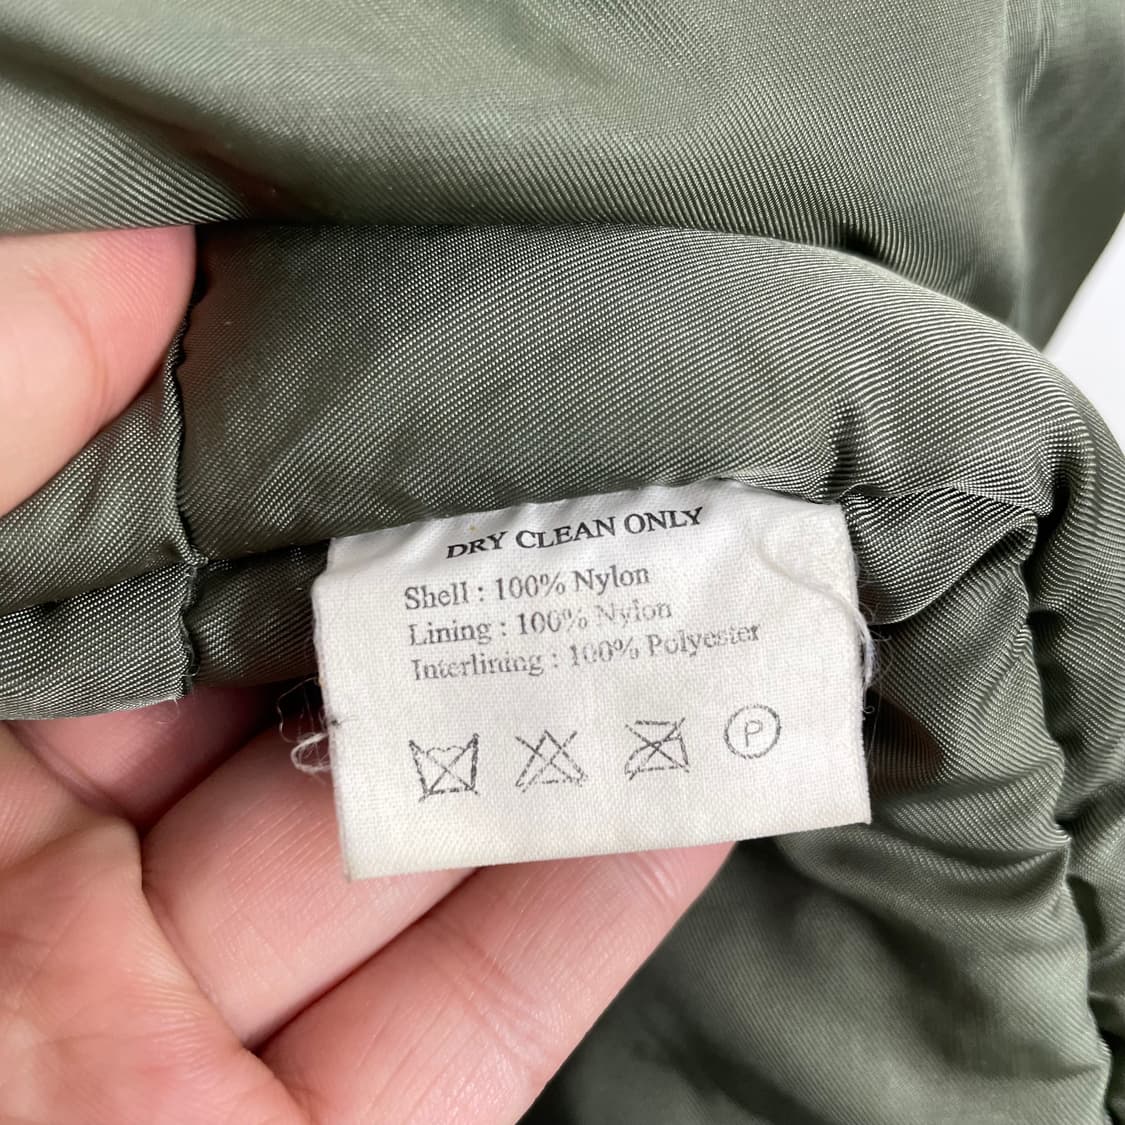 DRY CLEAN ONLY
Shell : 100% Nylon
Lining : 100% Nylon
Interlining : 100% Polyester
P